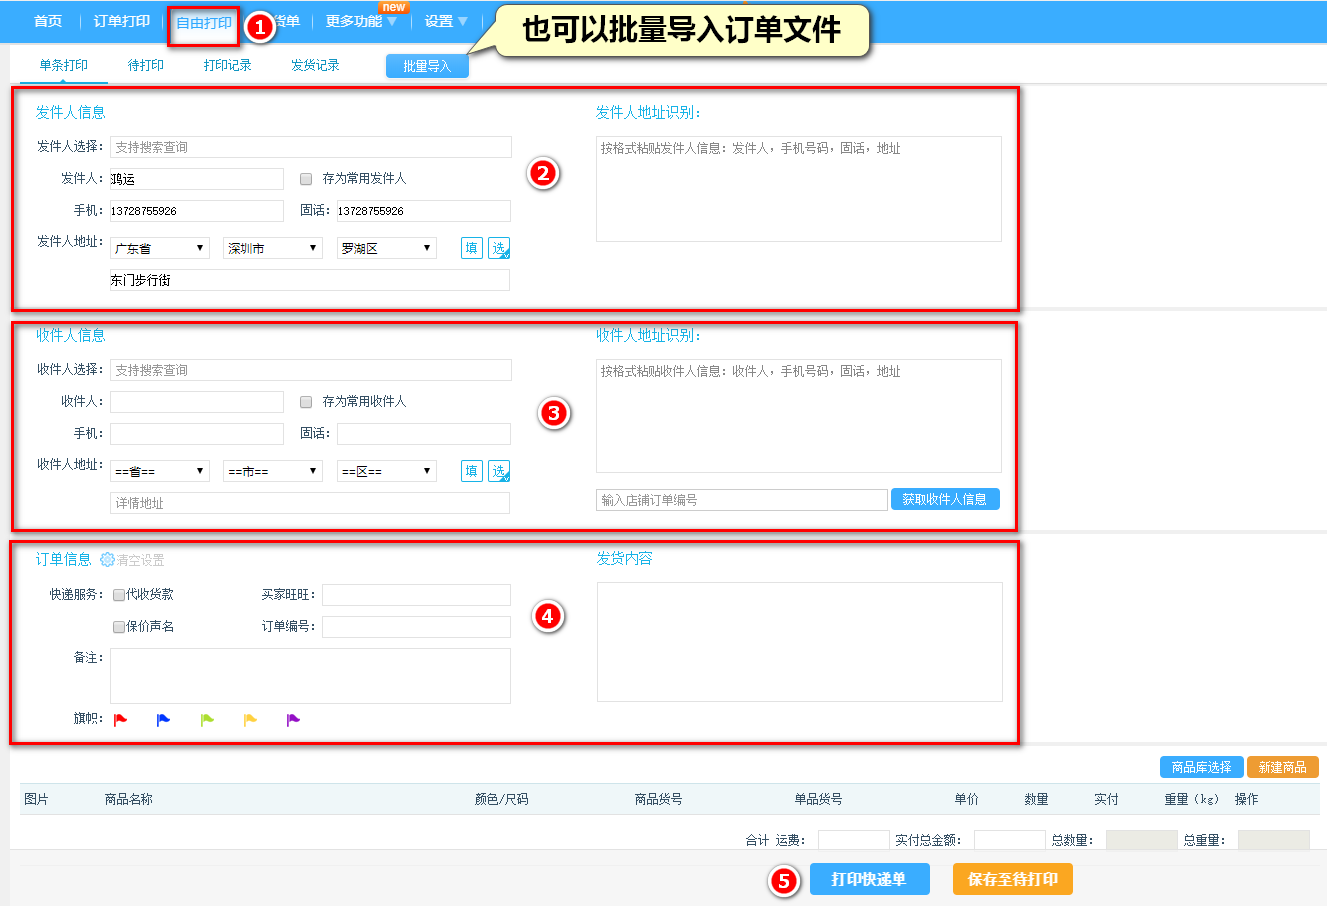 首页 订单打印 自由打印 1 货单 更多功能 new 设置
也可以批量导入订单文件
单条打印 待打印 打印记录 发货记录 批量导入
发件人信息 发件人地址识别：
发件人选择： 支持搜索查询 2 按格式粘贴发件人信息：发件人，手机号码，固话，地址
发件人： 鸿运 存为常用发件人
手机： 13728755926 固话： 13728755926
发件人地址： 广东省 深圳市 罗湖区 填 选
东门步行街
收件人信息 收件人地址识别：
收件人选择： 支持搜索查询 按格式粘贴收件人信息：收件人，手机号码，固话，地址
收件人： 存为常用收件人 3
手机： 固话：
收件人地址： ==省== ==市== ==区== 填 选
详情地址 输入店铺订单编号 获取收件人信息
订单信息 清空设置 发货内容
快递服务： 代收货款 买家旺旺：
保价声名 订单编号： 4
备注：
旗帜：
商品库选择 新建商品
图片 商品名称 颜色/尺码 商品货号 单品货号 单价 数量 实付 重量（kg） 操作
合计 运费： 实付总金额： 总数量： 总重量：
5 打印快递单 保存至待打印